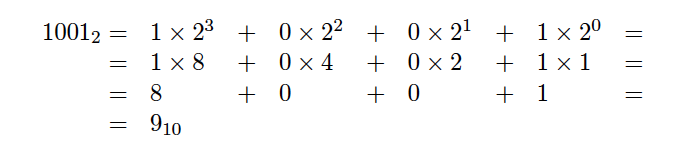 1001₂ = 1 × 2³ + 0 × 2² + 0 × 2¹ + 1 × 2⁰ =
= 1 × 8 + 0 × 4 + 0 × 2 + 1 × 1 =
= 8 + 0 + 0 + 1 =
= 9₁₀